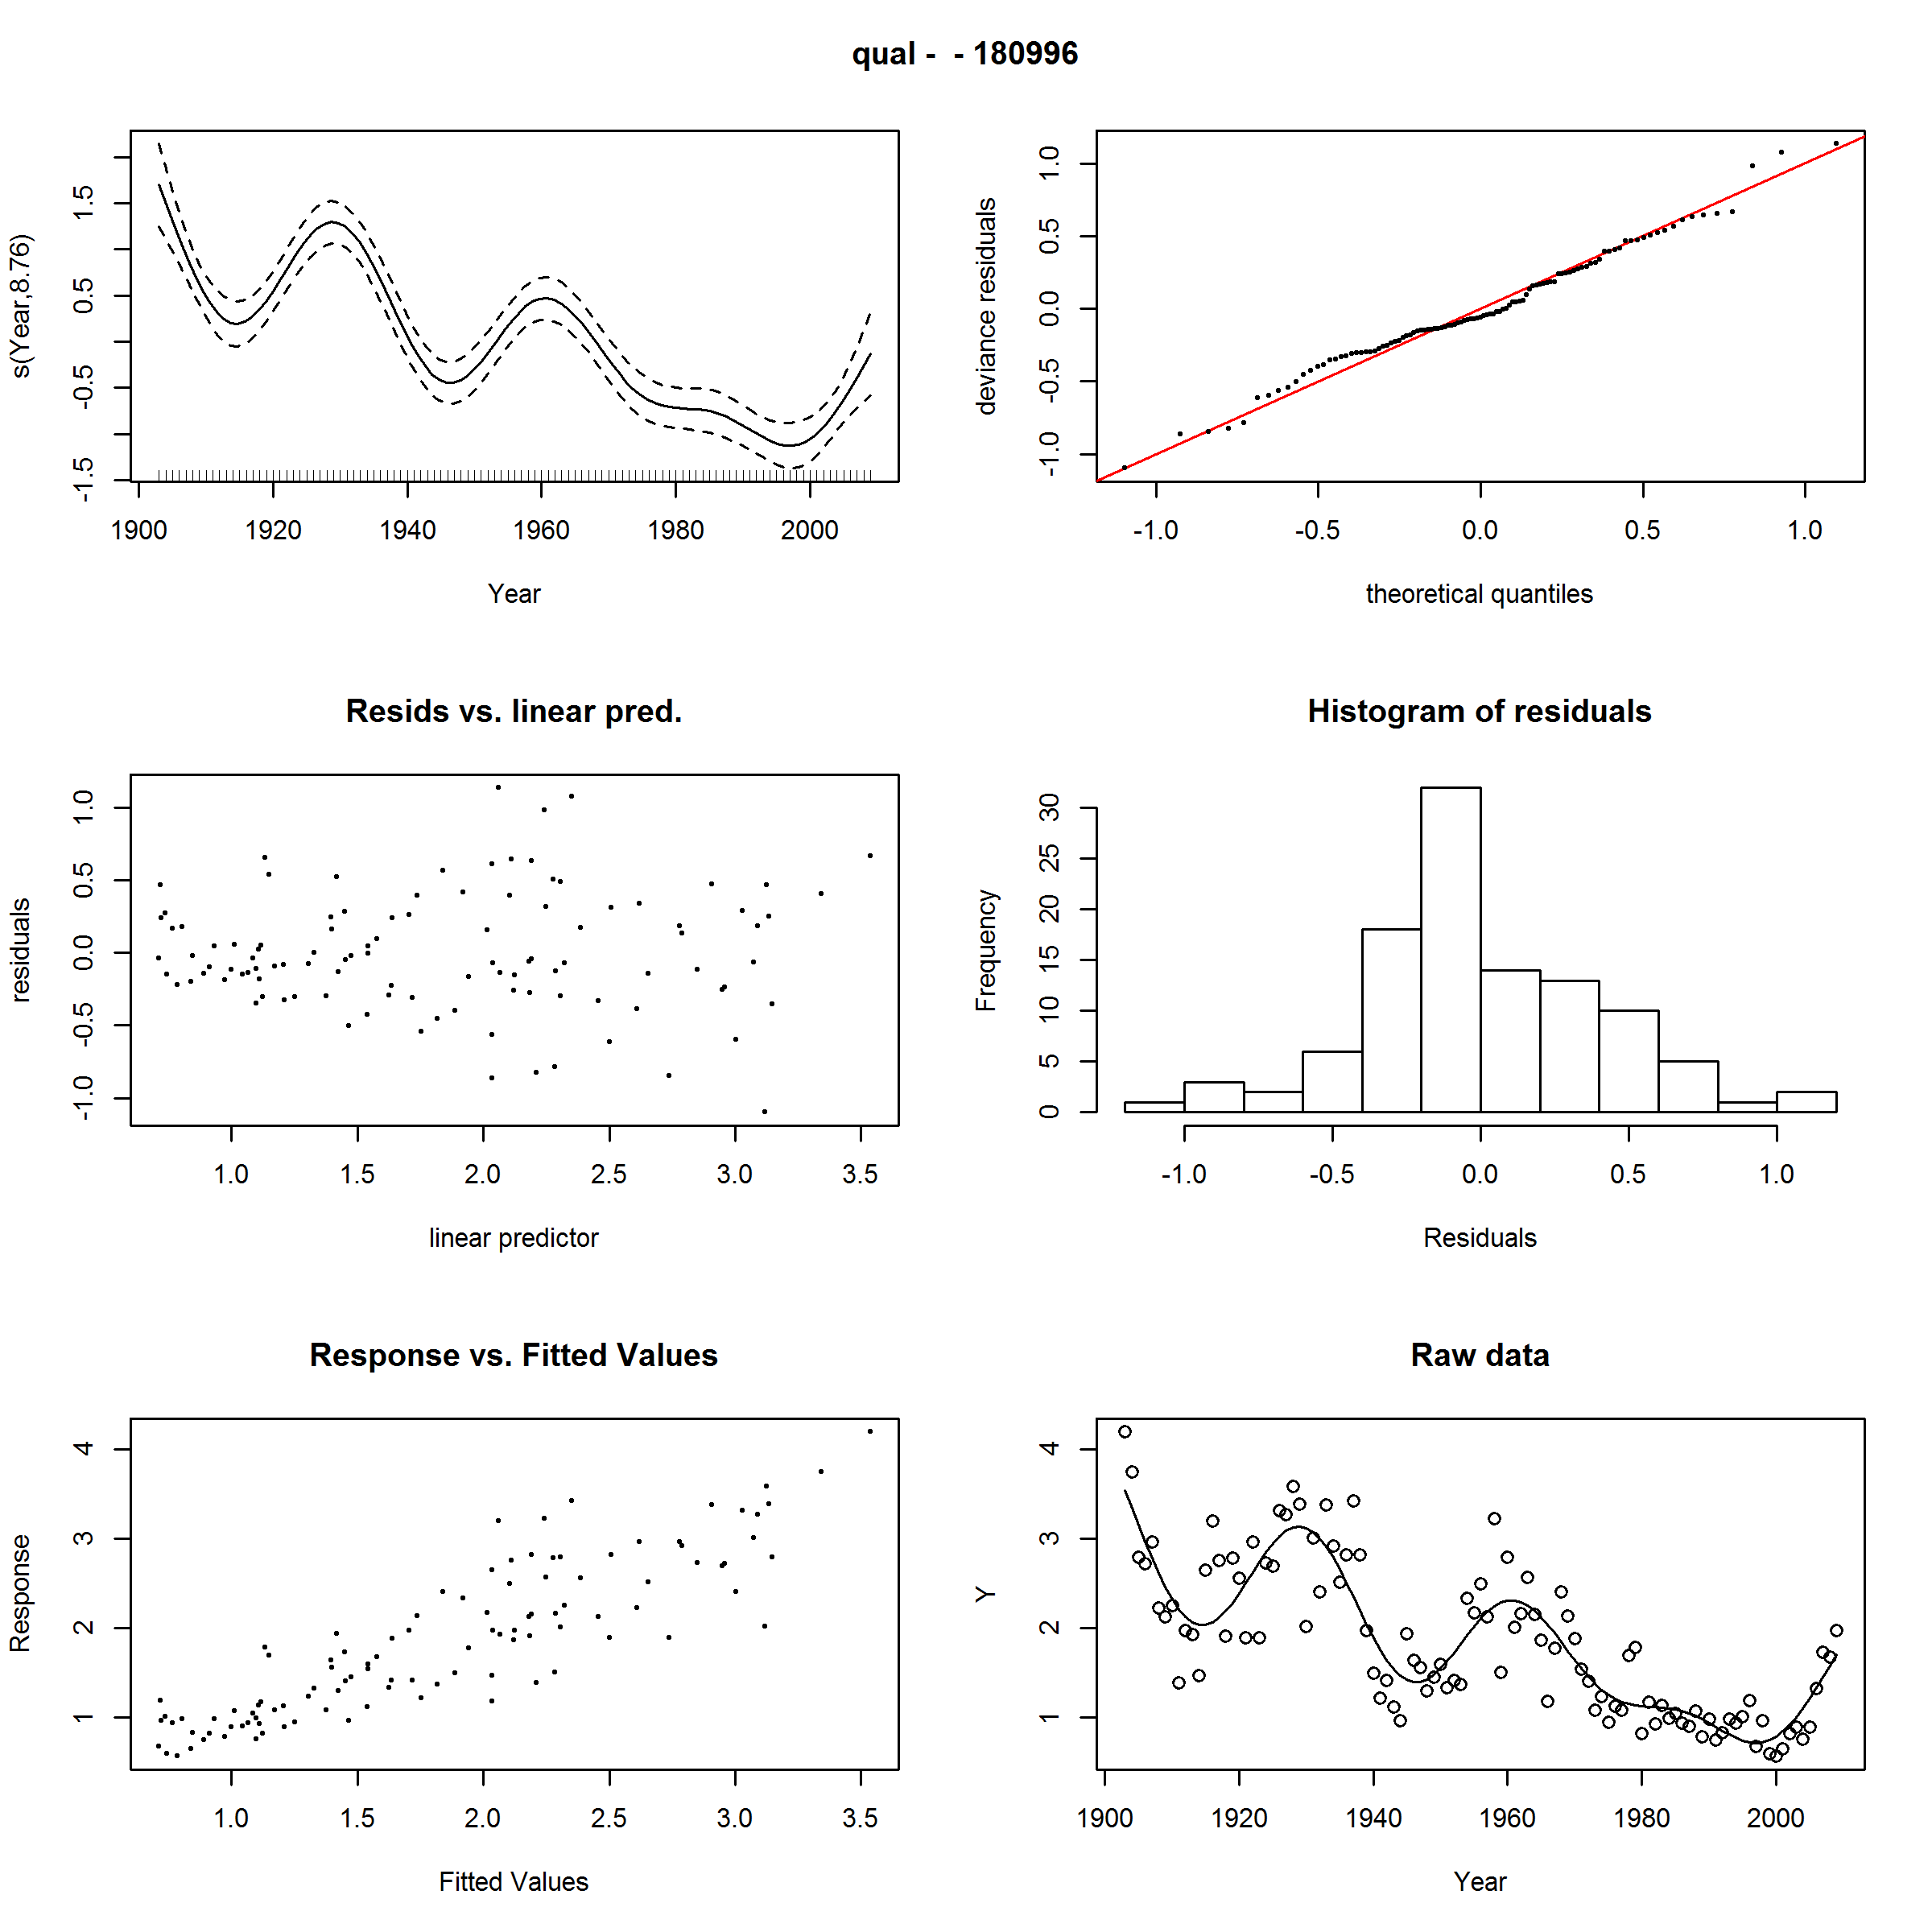 qual -  - 180996
s(Year,8.76)
-1.5 -0.5 0.5 1.5
1900 1920 1940 1960 1980 2000
Year
deviance residuals
-1.0 -0.5 0.0 0.5 1.0
-1.0 -0.5 0.0 0.5 1.0
theoretical quantiles
Resids vs. linear pred.
residuals
-1.0 -0.5 0.0 0.5 1.0
1.0 1.5 2.0 2.5 3.0 3.5
linear predictor
Histogram of residuals
Frequency
0 5 10 15 20 25 30
-1.0 -0.5 0.0 0.5 1.0
Residuals
Response vs. Fitted Values
Response
1 2 3 4
1.0 1.5 2.0 2.5 3.0 3.5
Fitted Values
Raw data
Y
1 2 3 4
1900 1920 1940 1960 1980 2000
Year